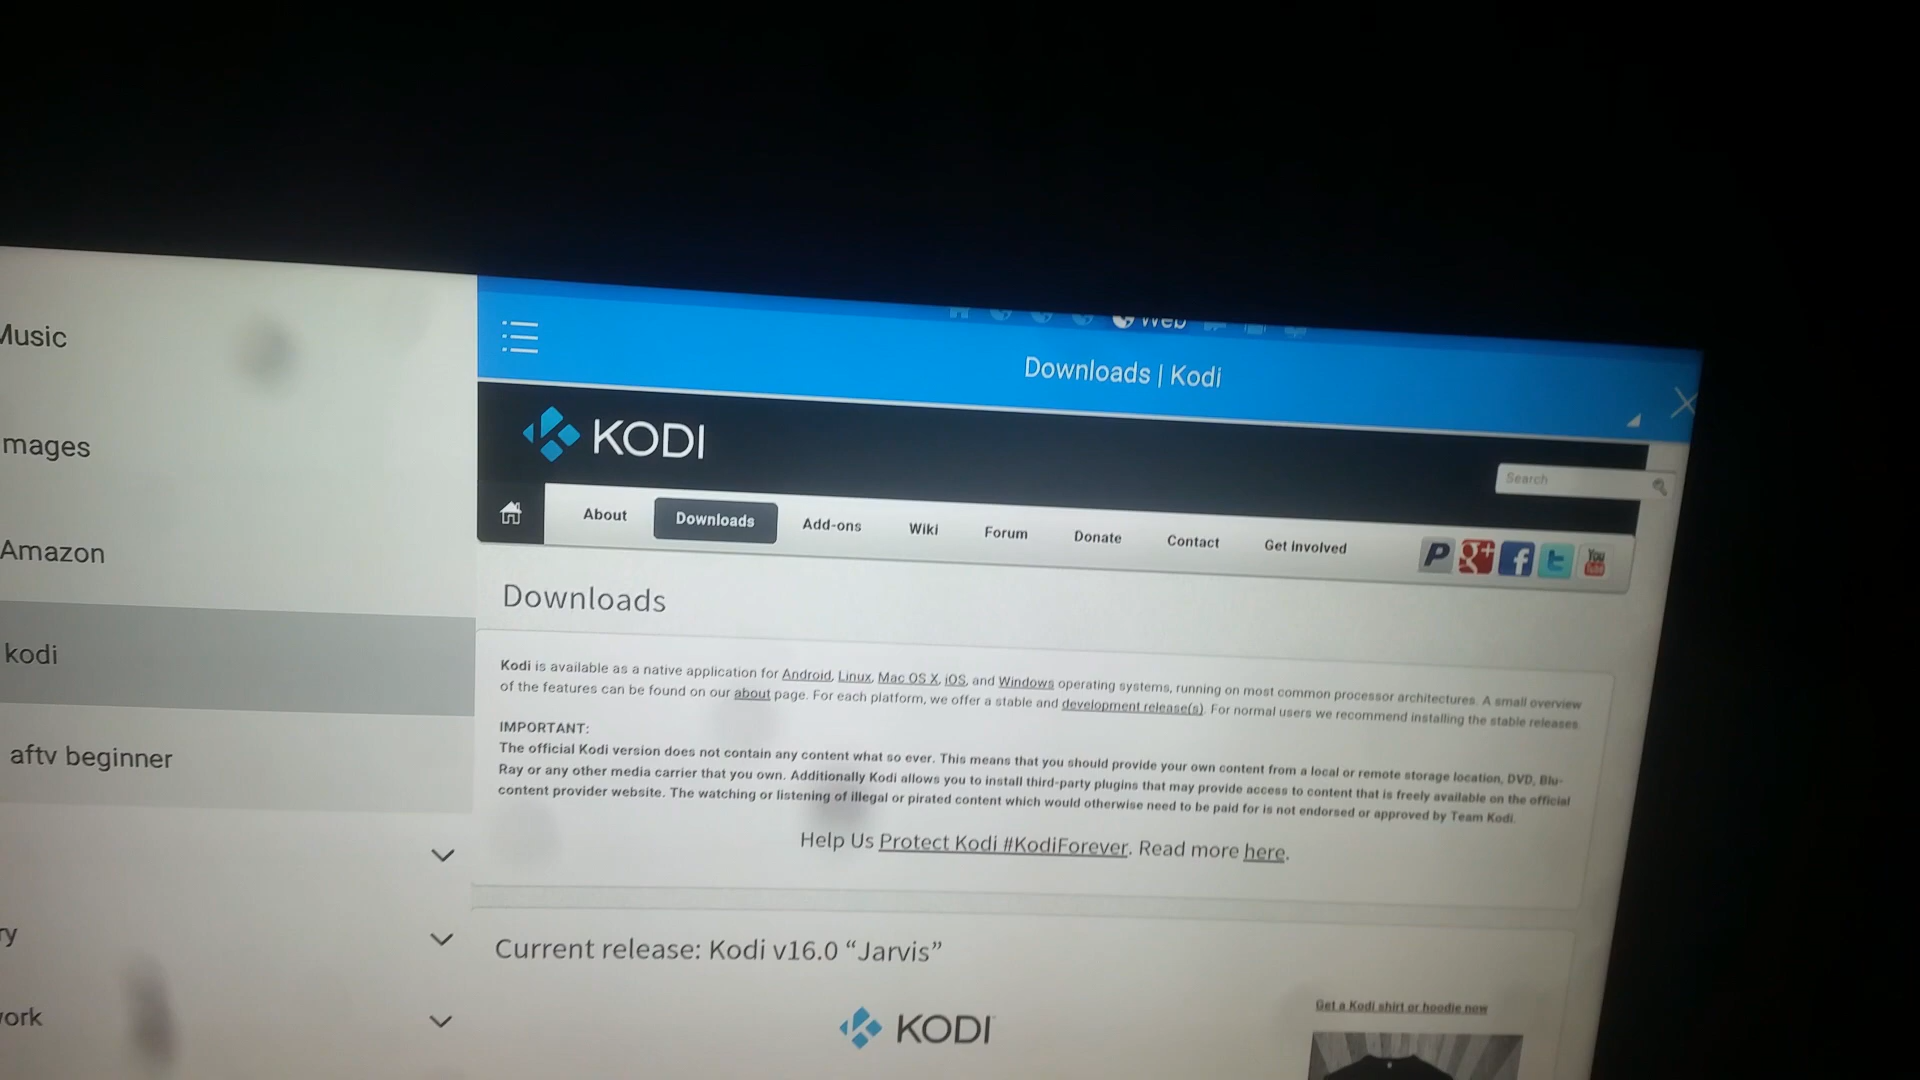 Music
mages
Amazon
kodi
aftv beginner
ry
ork
Web
Downloads | Kodi
KODI
Search
About
Downloads
Add-ons
Wiki
Forum
Donate
Contact
Get involved
P
g+
f
t
You
Tube
Downloads
Kodi is available as a native application for Android, Linux, Mac OS X, iOS, and Windows operating systems, running on most common processor architectures. A small overview
of the features can be found on our about page. For each platform, we offer a stable and development release(s). For normal users we recommend installing the stable releases.
IMPORTANT:
The official Kodi version does not contain any content what so ever. This means that you should provide your own content from a local or remote storage location, DVD, Blu-
Ray or any other media carrier that you own. Additionally Kodi allows you to install third-party plugins that may provide access to content that is freely available on the official
content provider website. The watching or listening of illegal or pirated content which would otherwise need to be paid for is not endorsed or approved by Team Kodi.
Help Us Protect Kodi #KodiForever. Read more here.
Current release: Kodi v16.0 “Jarvis”
Get a Kodi shirt or hoodie now
KODI